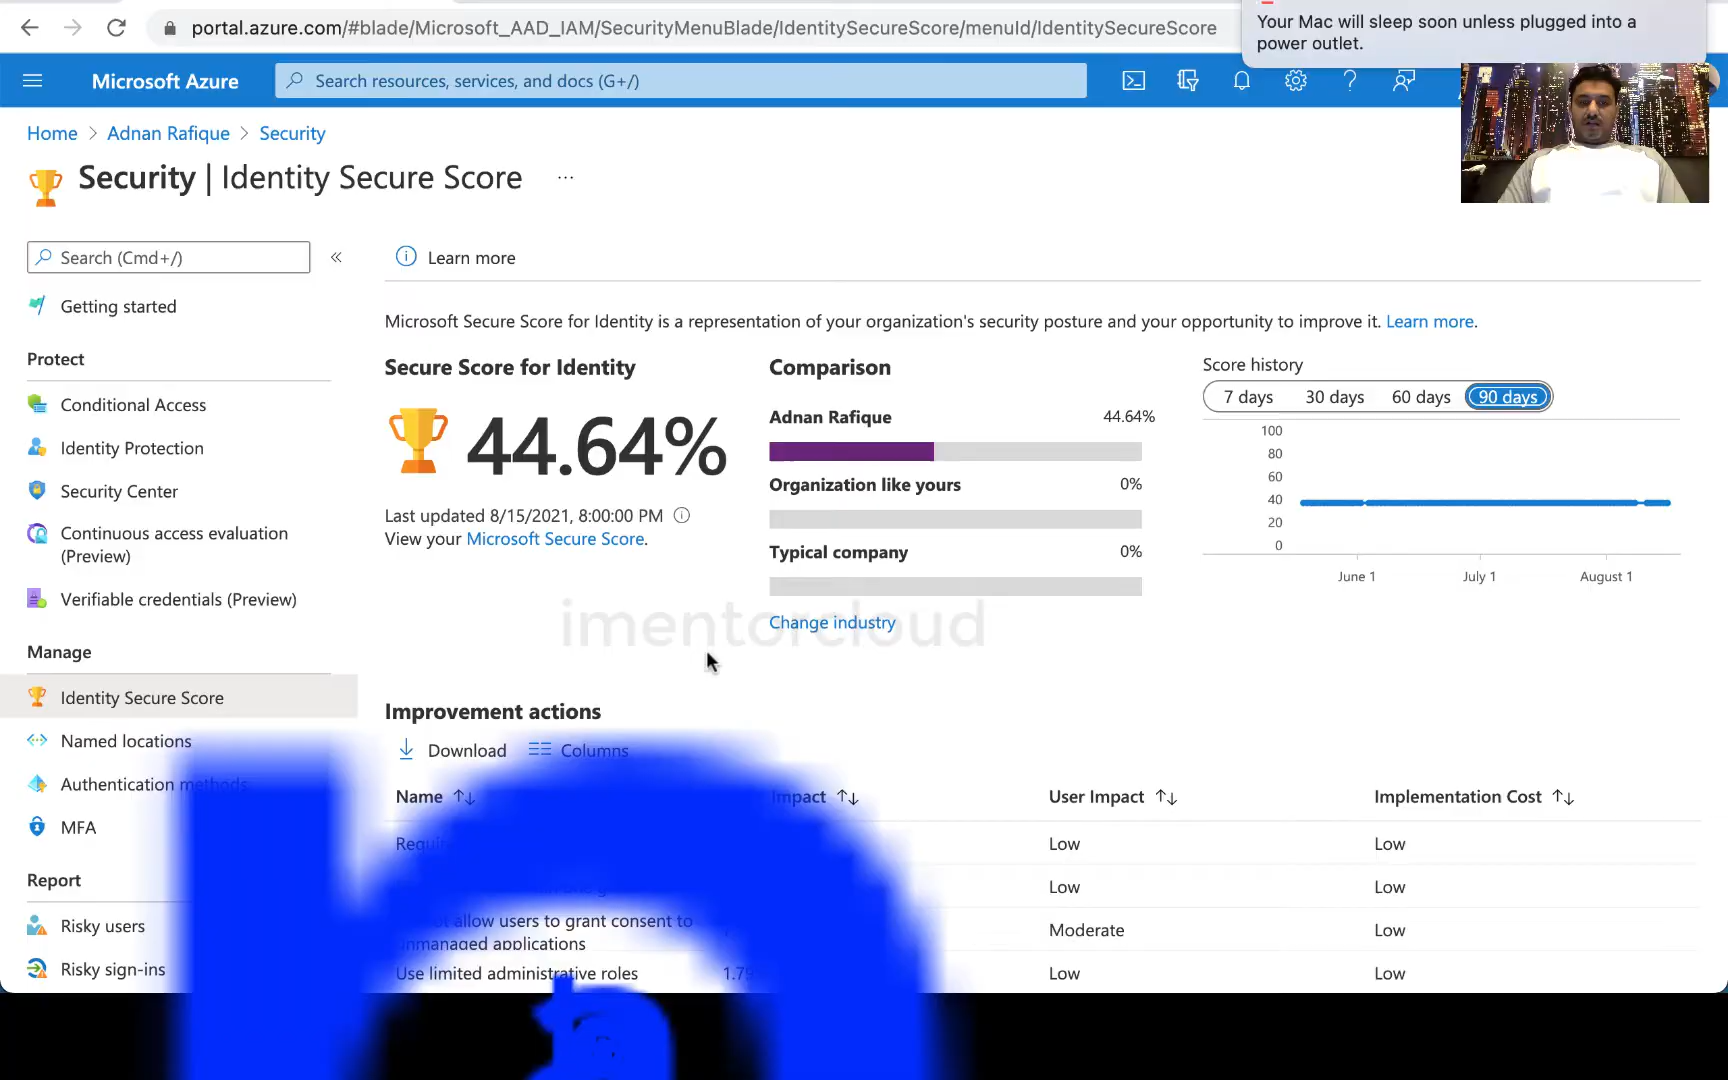 portal.azure.com/#blade/Microsoft_AAD_IAM/SecurityMenuBlade/IdentitySecureScore/menuId/IdentitySecureScore
Your Mac will sleep soon unless plugged into a
power outlet.
Microsoft Azure
Search resources, services, and docs (G+/)
Home > Adnan Rafique > Security
Security | Identity Secure Score ...
Search (Cmd+/)
«
Getting started
Protect
Conditional Access
Identity Protection
Security Center
Continuous access evaluation
(Preview)
Verifiable credentials (Preview)
Manage
Identity Secure Score
Named locations
Authentication methods
MFA
Report
Risky users
Risky sign-ins
Learn more
Microsoft Secure Score for Identity is a representation of your organization's security posture and your opportunity to improve it. Learn more.
Secure Score for Identity
44.64%
Last updated 8/15/2021, 8:00:00 PM
View your Microsoft Secure Score.
Comparison
Adnan Rafique 44.64%
Organization like yours 0%
Typical company 0%
Change industry
imentorcloud
Score history
7 days 30 days 60 days 90 days
100
80
60
40
20
0
June 1 July 1 August 1
Improvement actions
Download Columns
Name Impact User Impact Implementation Cost
Low Low
Low Low
allow users to grant consent to Moderate Low
unmanaged applications
Use limited administrative roles Low Low